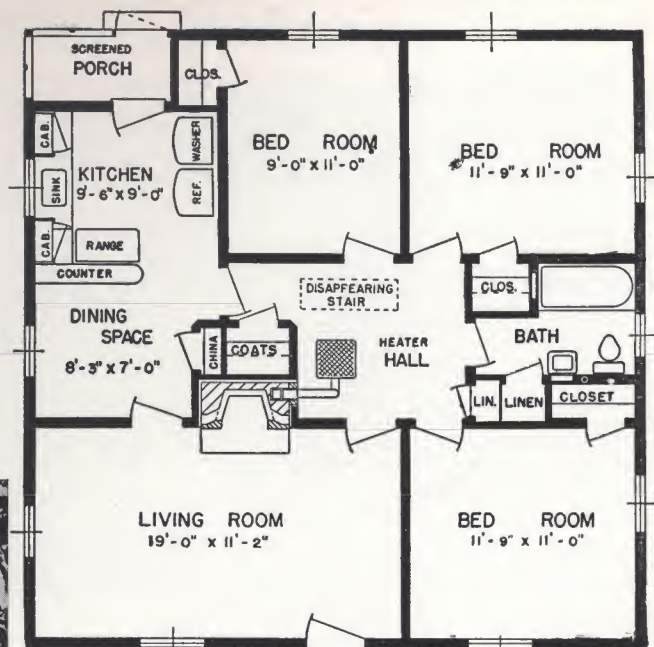 SCREENED
PORCH
CLOS.
BED ROOM
9'-0" x 11'-0"
BED ROOM
11'-9" x 11'-0"
CAB.
SINK
CAB.
KITCHEN
9'-6" x 9'-0"
WASHER
REF.
RANGE
COUNTER
DISAPPEARING
STAIR
CLOS.
DINING
SPACE
8'-3" x 7'-0"
CHINA
COATS
HEATER
HALL
BATH
LIN.
LINEN
CLOSET
LIVING ROOM
19'-0" x 11'-2"
BED ROOM
11'-9" x 11'-0"